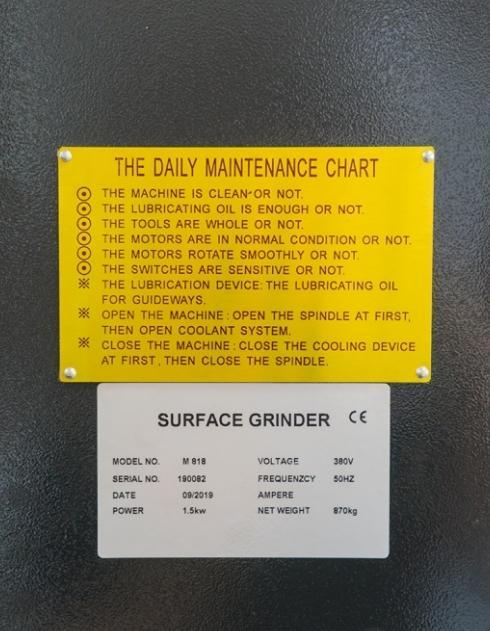 THE DAILY MAINTENANCE CHART
⊙ THE MACHINE IS CLEAN OR NOT.
⊙ THE LUBRICATING OIL IS ENOUGH OR NOT.
⊙ THE TOOLS ARE WHOLE OR NOT.
⊙ THE MOTORS ARE IN NORMAL CONDITION OR NOT.
⊙ THE MOTORS ROTATE SMOOTHLY OR NOT.
⊙ THE SWITCHES ARE SENSITIVE OR NOT.
※ THE LUBRICATION DEVICE: THE LUBRICATING OIL
FOR GUIDEWAYS.
※ OPEN THE MACHINE: OPEN THE SPINDLE AT FIRST,
THEN OPEN COOLANT SYSTEM.
※ CLOSE THE MACHINE: CLOSE THE COOLING DEVICE
AT FIRST, THEN CLOSE THE SPINDLE.
SURFACE GRINDER CE
MODEL NO. M 818 VOLTAGE 380V
SERIAL NO. 190082 FREQUENZCY 50HZ
DATE 09/2019 AMPERE
POWER 1.5kw NET WEIGHT 870kg